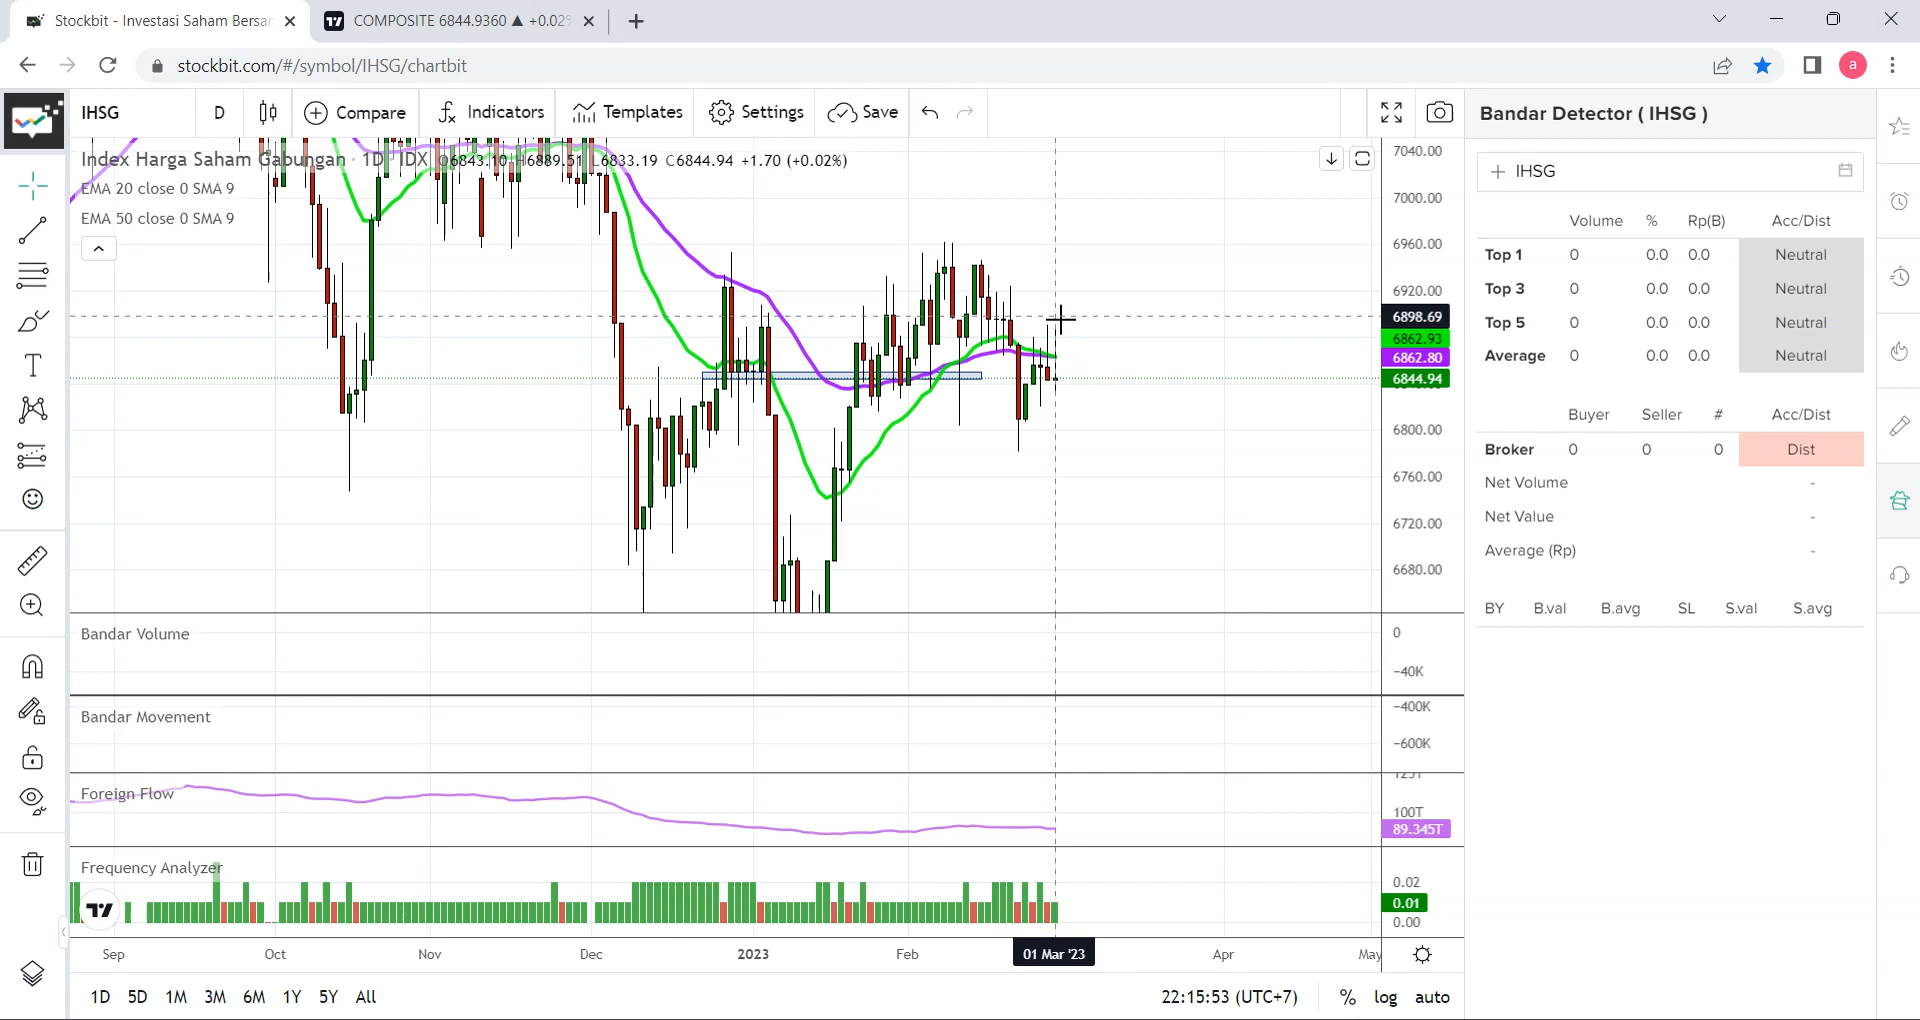 Stockbit - Investasi Saham Bersar
COMPOSITE 6844.9360 ▲ +0.02%
stockbit.com/#/symbol/IHSG/chartbit
a
IHSG
D
Compare
Indicators
Templates
Settings
Save
Bandar Detector ( IHSG )
Index Harga Saham Gabungan · 1D · IDX O6843.10 H6889.51 L6833.19 C6844.94 +1.70 (+0.02%)
EMA 20 close 0 SMA 9
EMA 50 close 0 SMA 9
7040.00
7000.00
6960.00
6920.00
6898.69
6862.93
6862.80
6844.94
6800.00
6760.00
6720.00
6680.00
IHSG
Volume % Rp(B) Acc/Dist
Top 1 0 0.0 0.0 Neutral
Top 3 0 0.0 0.0 Neutral
Top 5 0 0.0 0.0 Neutral
Average 0 0.0 0.0 Neutral
Buyer Seller # Acc/Dist
Broker 0 0 0 Dist
Net Volume -
Net Value -
Average (Rp) -
BY B.val B.avg SL S.val S.avg
Bandar Volume
0
−40K
Bandar Movement
−400K
−600K
Foreign Flow
125T
100T
89.345T
Frequency Analyzer
0.02
0.01
0.00
Sep Oct Nov Dec 2023 Feb 01 Mar '23 Apr May
1D 5D 1M 3M 6M 1Y 5Y All
22:15:53 (UTC+7) % log auto